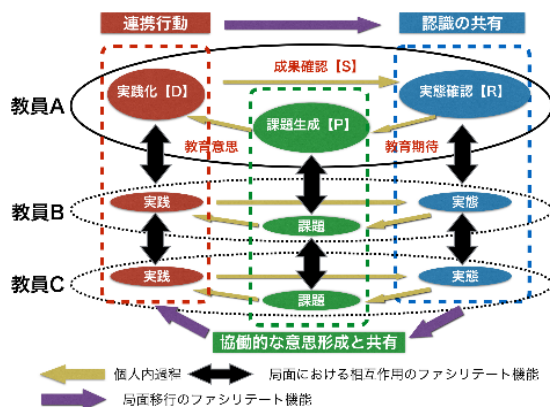 連携行動
認識の共有
成果確認【S】
実践化【D】
実態確認【R】
教員A
課題生成【P】
教育意思
教育期待
教員B
実践
実態
課題
教員C
実践
実態
課題
協働的な意思形成と共有
個人内過程
局面における相互作用のファシリテート機能
局面移行のファシリテート機能